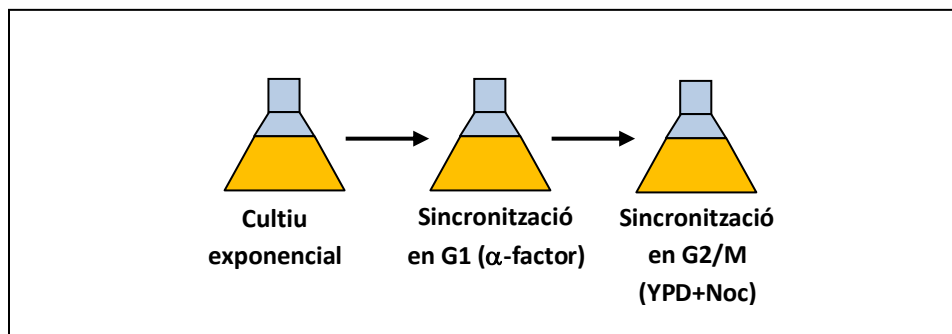 Cultiu
exponencial
Sincronització
en G1 (α-factor)
Sincronització
en G2/M
(YPD+Noc)